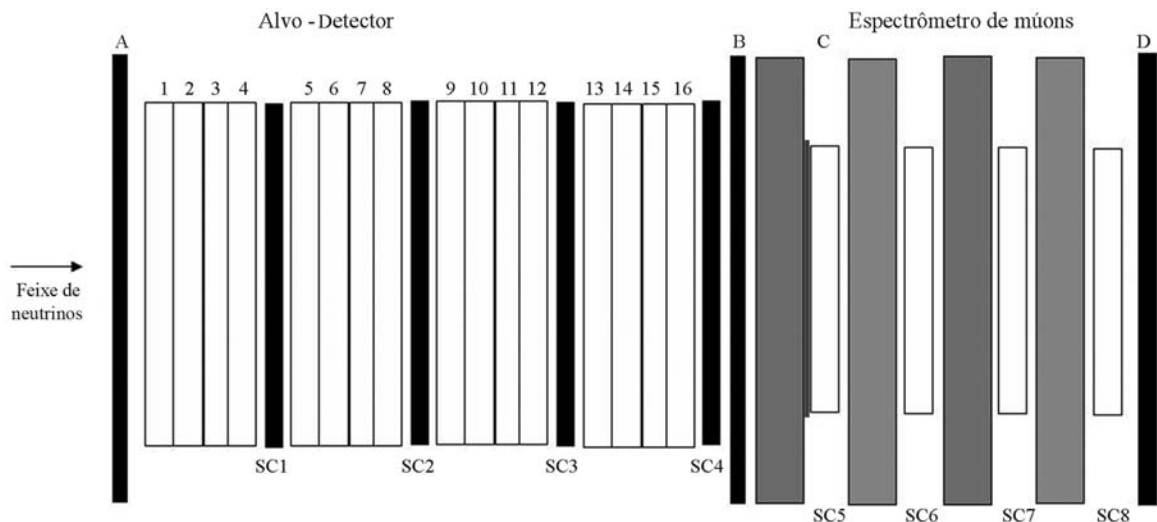 Alvo - Detector
Espectrômetro de múons
A
B
C
D
1 2 3 4 5 6 7 8 9 10 11 12 13 14 15 16
Feixe de
neutrinos
SC1
SC2
SC3
SC4
SC5
SC6
SC7
SC8